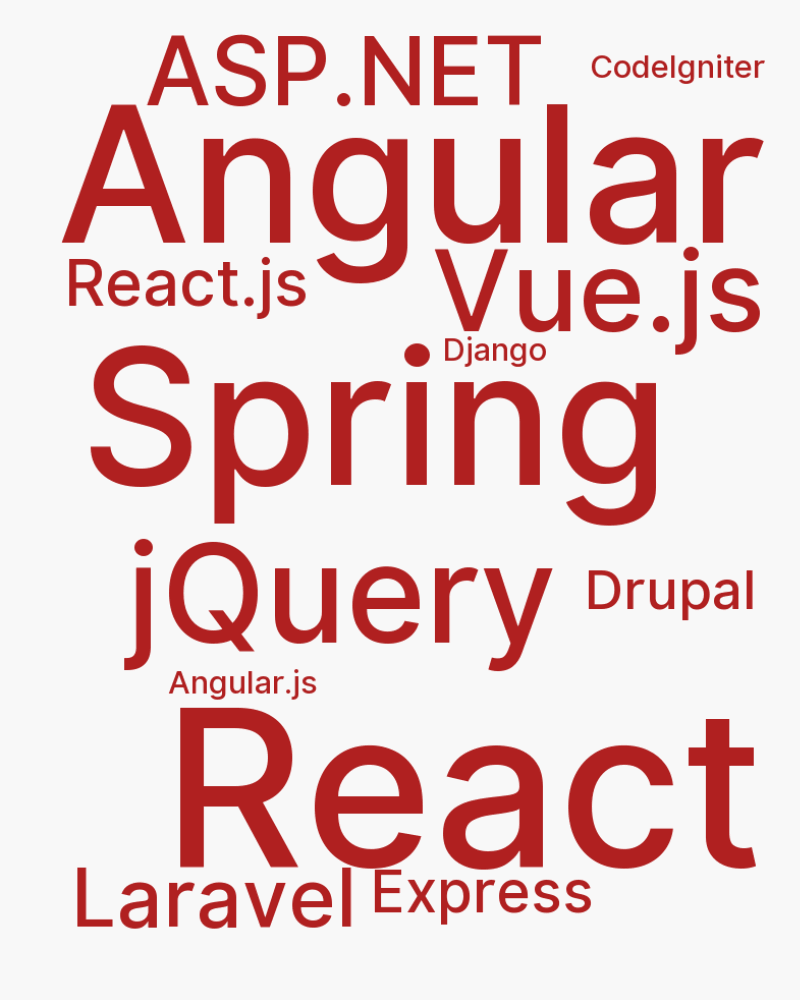 ASP.NET
CodeIgniter
Angular
React.js
Vue.js
Django
Spring
jQuery
Drupal
Angular.js
React
Laravel
Express